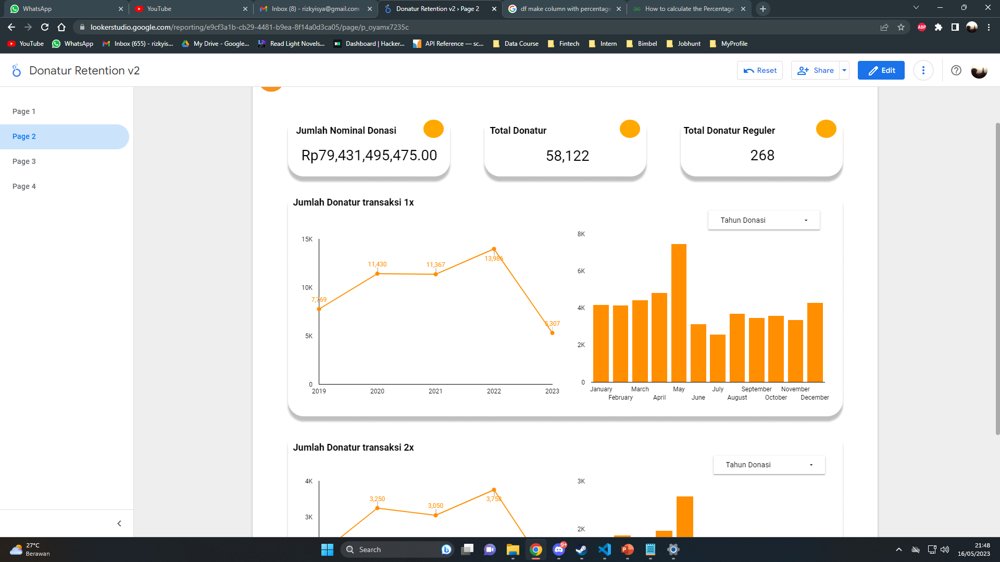 WhatsApp
YouTube
Inbox (8) - rizkyisya@gmail.com
Donatur Retention v2 › Page 2
df make column with percentage
How to calculate the Percentage
lookerstudio.google.com/reporting/e9cf3a1b-cb29-4481-b9ea-8f14a0d3ca05/page/p_oyamx7235c
ABP
YouTube
WhatsApp
Inbox (655) - rizkyis...
My Drive - Google...
Read Light Novels...
Dashboard | Hacker...
API Reference — sc...
Data Course
Fintech
Intern
Bimbel
Jobhunt
MyProfile
Donatur Retention v2
Reset
Share
Edit
Page 1
Page 2
Page 3
Page 4
Jumlah Nominal Donasi
Rp79,431,495,475.00
Total Donatur
58,122
Total Donatur Reguler
268
Jumlah Donatur transaksi 1x
15K
10K
5K
0
7,769
11,430
11,367
13,986
5,307
2019
2020
2021
2022
2023
Tahun Donasi
8K
6K
4K
2K
0
January
February
March
April
May
June
July
August
September
October
November
December
Jumlah Donatur transaksi 2x
4K
3K
3,250
3,050
3,758
Tahun Donasi
3K
2K
27°C
Berawan
Search
9+
21:48
16/05/2023